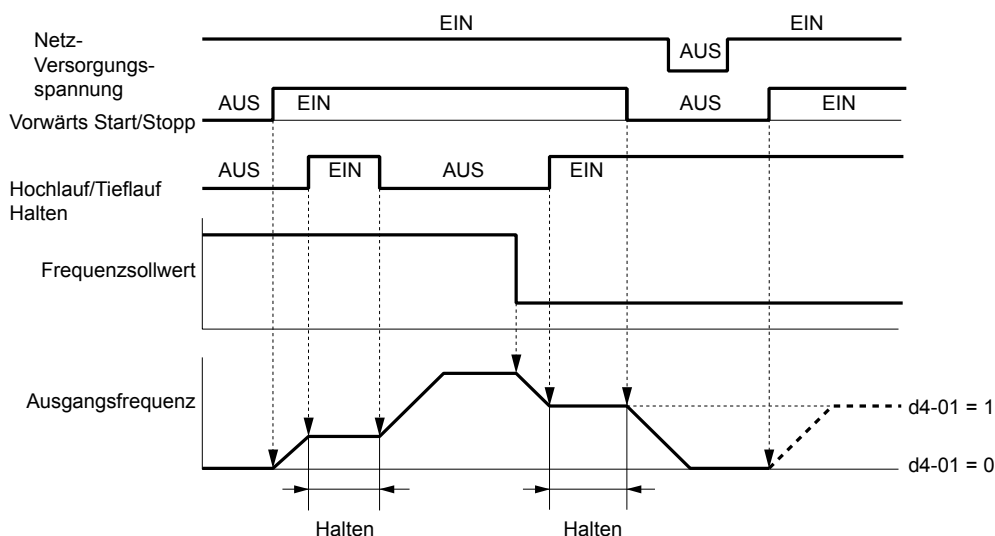 EIN
EIN
Netz-
Versorgungs-
spannung
AUS
AUS
EIN
AUS
EIN
Vorwärts Start/Stopp
AUS
EIN
AUS
EIN
Hochlauf/Tieflauf
Halten
Frequenzsollwert
Ausgangsfrequenz
d4-01 = 1
d4-01 = 0
Halten
Halten